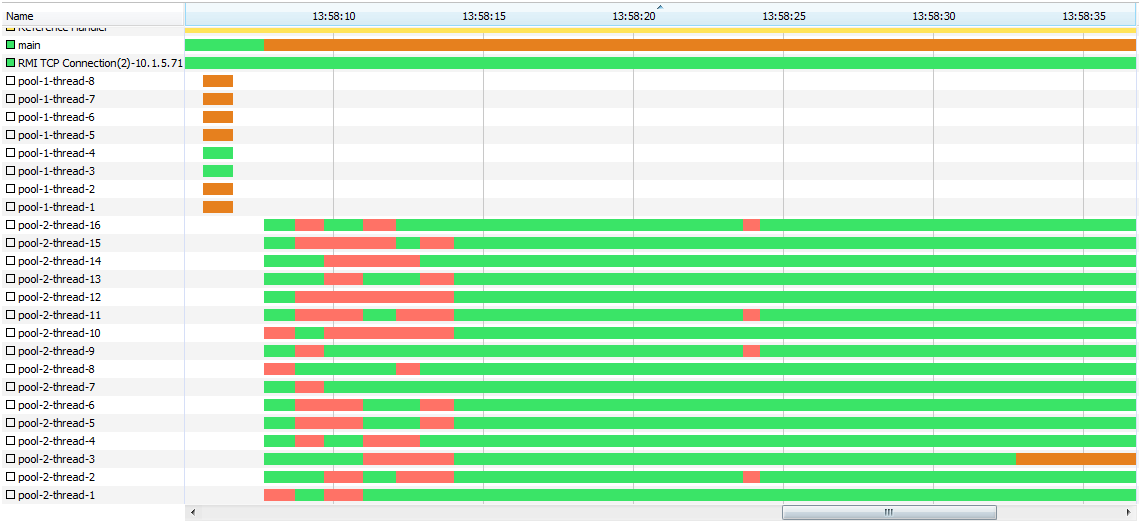 Name 13:58:10 13:58:15 13:58:20 13:58:25 13:58:30 13:58:35
Reference Handler
main
RMI TCP Connection(2)-10.1.5.71
pool-1-thread-8
pool-1-thread-7
pool-1-thread-6
pool-1-thread-5
pool-1-thread-4
pool-1-thread-3
pool-1-thread-2
pool-1-thread-1
pool-2-thread-16
pool-2-thread-15
pool-2-thread-14
pool-2-thread-13
pool-2-thread-12
pool-2-thread-11
pool-2-thread-10
pool-2-thread-9
pool-2-thread-8
pool-2-thread-7
pool-2-thread-6
pool-2-thread-5
pool-2-thread-4
pool-2-thread-3
pool-2-thread-2
pool-2-thread-1